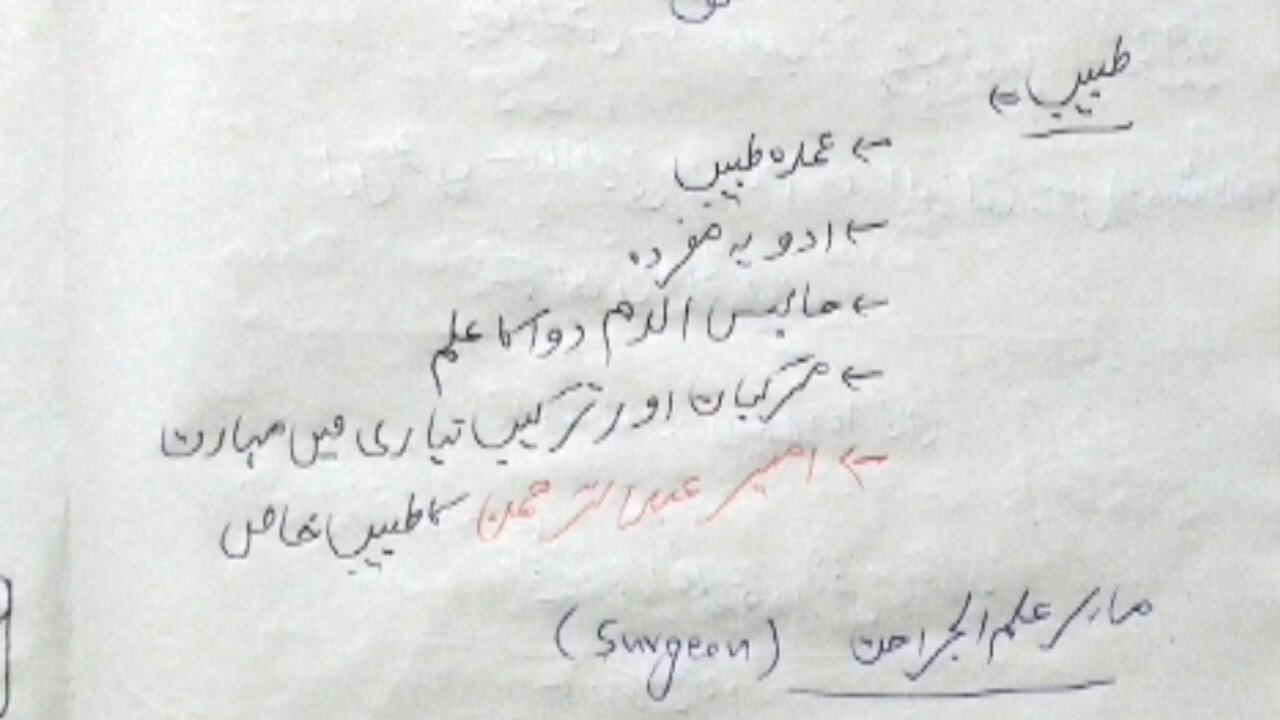 طبیب ⇐
← عمدہ طبیب
← ادویہ مفردہ
← حابس الدم دوا کا علم
← مرکبات اور ترکیب تیاری میں مہارت
← امیر عبدالرحمن کا طبیب خاص
ماہر علم الجراحت (Surgeon)